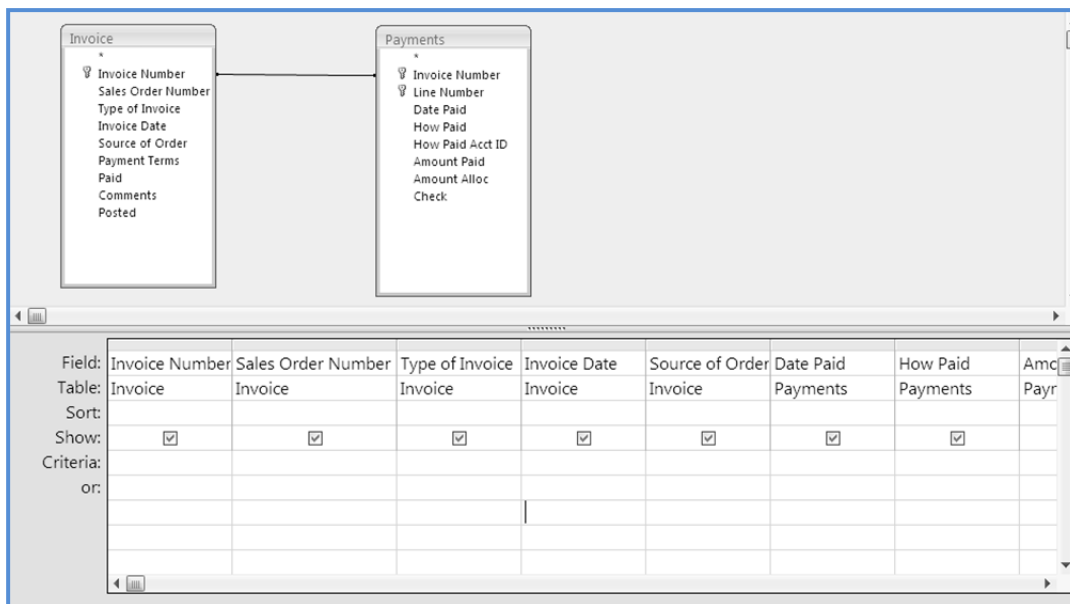 Invoice
*
Invoice Number
Sales Order Number
Type of Invoice
Invoice Date
Source of Order
Payment Terms
Paid
Comments
Posted
Payments
*
Invoice Number
Line Number
Date Paid
How Paid
How Paid Acct ID
Amount Paid
Amount Alloc
Check
Field: Invoice Number Sales Order Number Type of Invoice Invoice Date Source of Order Date Paid How Paid
Table: Invoice Invoice Invoice Invoice Invoice Payments Payments
Sort:
Show:
Criteria:
or: